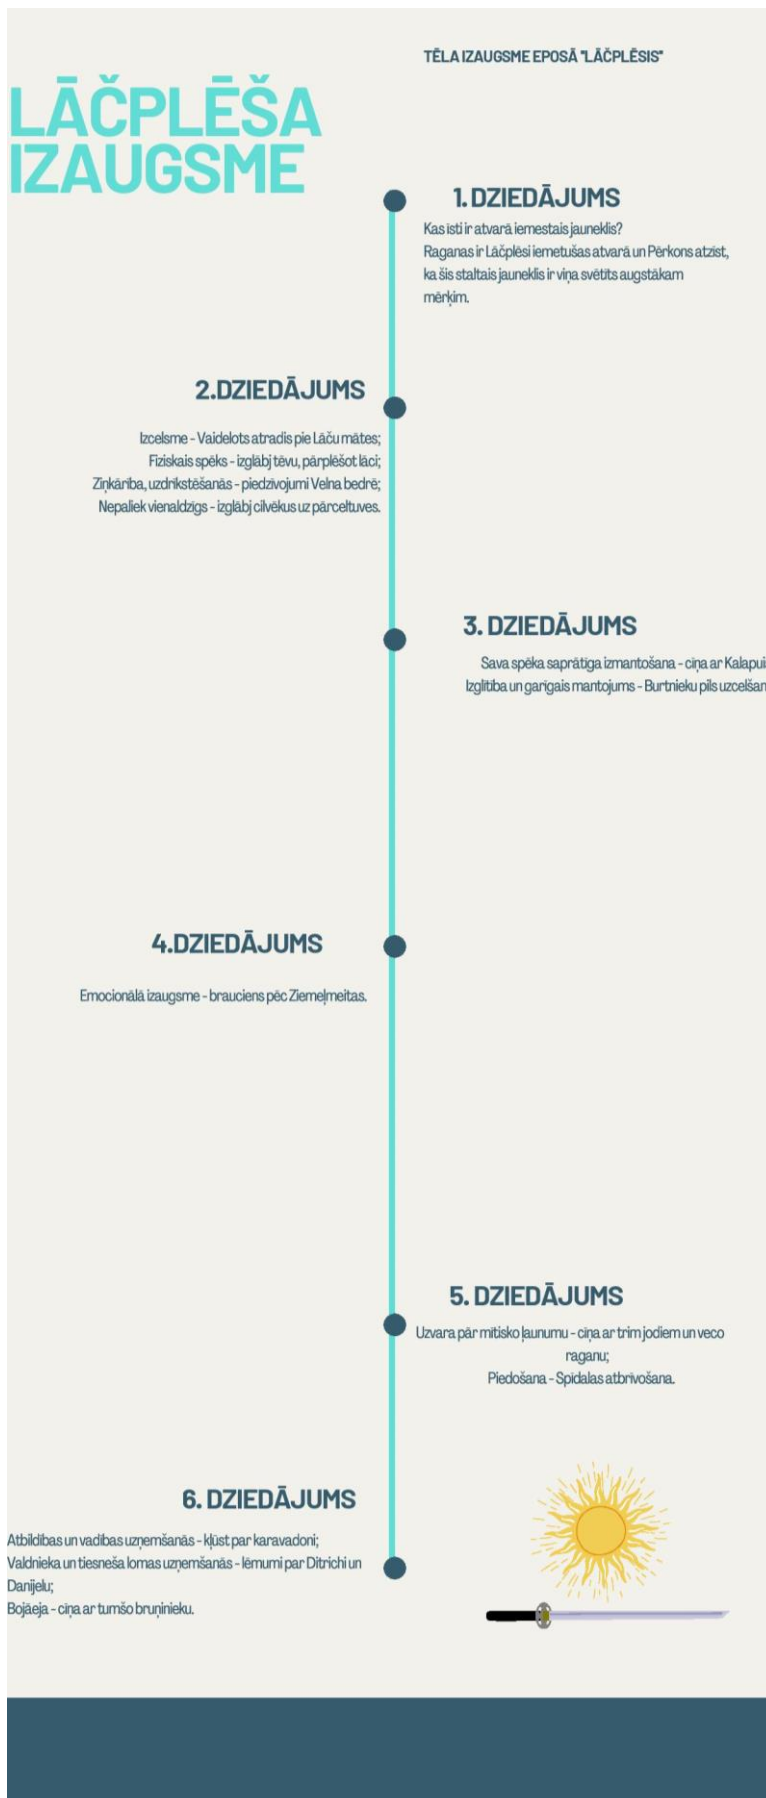 TĒLA IZAUGSME EPOSĀ "LĀČPLĒSIS"
LĀČPLĒŠA
IZAUGSME
1. DZIEDĀJUMS
Kas īsti ir atvarā iemestais jauneklis?
Raganas ir Lāčplēsi iemetušas atvarā un Pērkons atzīst,
ka šis staltais jauneklis ir viņa svētīts augstākam
mērķim.
2.DZIEDĀJUMS
Izcelsme - Vaidelots atradis pie Lāču mātes;
Fiziskais spēks - izglābj tēvu, pārplēšot lāci;
Ziņkārība, uzdrīkstēšanās - piedzīvojumi Velna bedrē;
Nepaliek vienaldzīgs - izglābj cilvēkus uz pārceltuves.
3. DZIEDĀJUMS
Sava spēka saprātīga izmantošana - cīņa ar Kalapui
Izglītība un garīgais mantojums - Burtnieku pils uzcelšan
4.DZIEDĀJUMS
Emocionālā izaugsme - brauciens pēc Ziemeļmeitas.
5. DZIEDĀJUMS
Uzvara pār mītisko ļaunumu - cīņa ar trim jodiem un veco
raganu;
Piedošana - Spīdalas atbrīvošana.
6. DZIEDĀJUMS
Atbildības un vadības uzņemšanās - kļūst par karavadoni;
Valdnieka un tiesneša lomas uzņemšanās - lēmumi par Ditrichi un
Danijelu;
Bojāeja - cīņa ar tumšo bruņinieku.